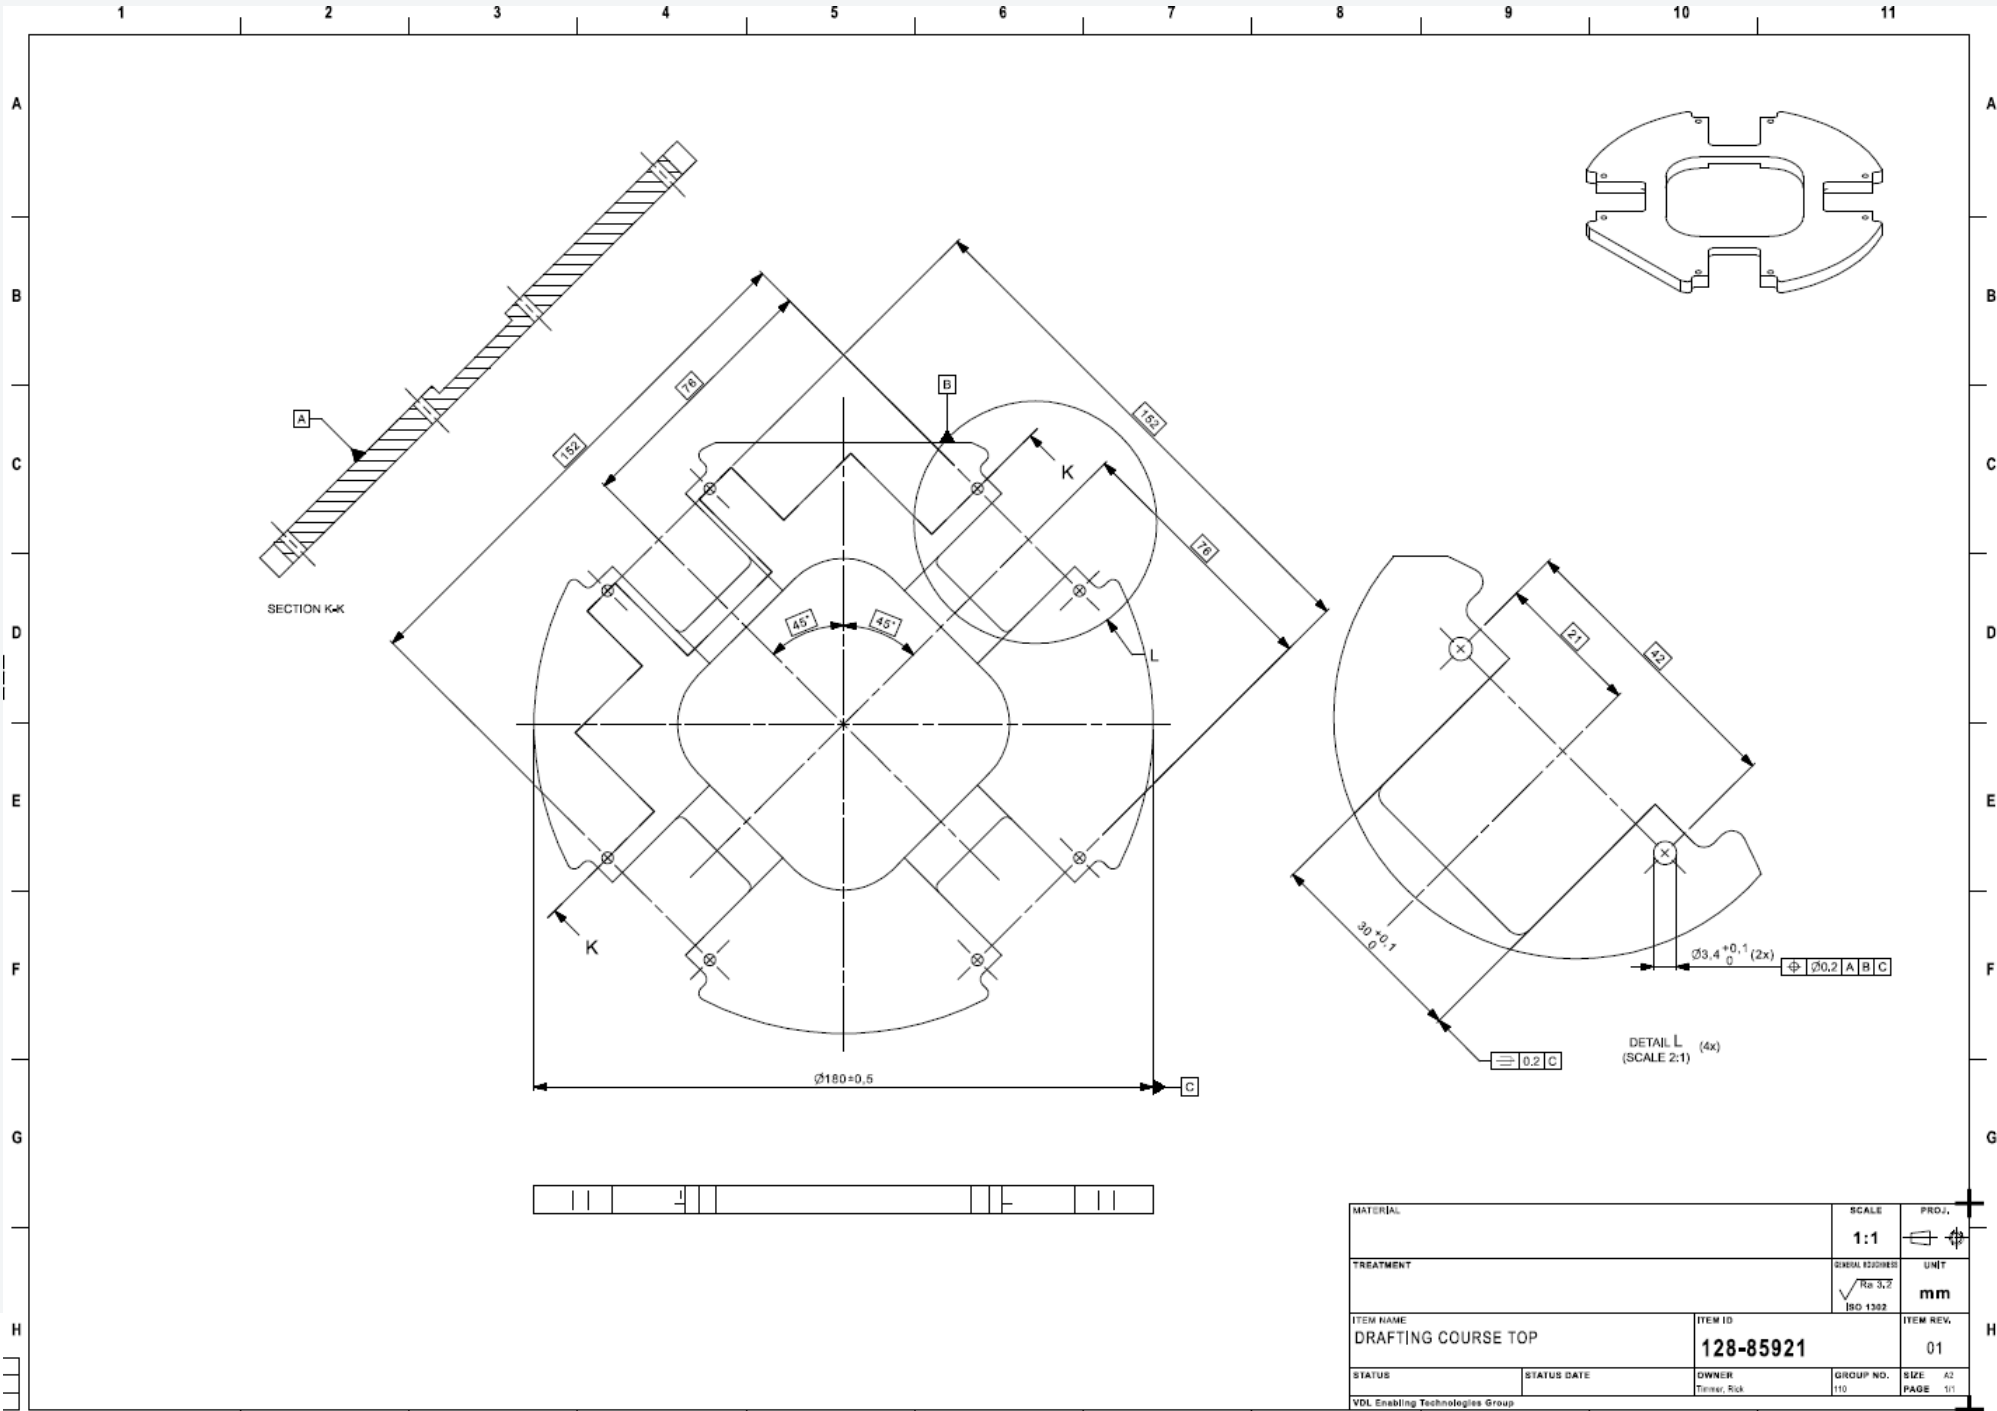 1 2 3 4 5 6 7 8 9 10 11
A A
B B
C C
D D
E E
F F
G G
H H
A
SECTION K-K
152
76
B
152
K
76
45° 45°
L
K
Ø180±0,5
C
21
42
30 +0,1
0
Ø3,4 +0,1 (2x)
0
Ø0.2 A B C
0.2 C
DETAIL L (4x)
(SCALE 2:1)
MATERIAL
SCALE
1:1
PROJ.
TREATMENT
GENERAL ROUGHNESS
Ra 3,2
ISO 1302
UNIT
mm
ITEM NAME
DRAFTING COURSE TOP
ITEM ID
128-85921
ITEM REV.
01
STATUS
STATUS DATE
OWNER
Timmer, Rick
GROUP NO.
110
SIZE A2
PAGE 1/1
VDL Enabling Technologies Group